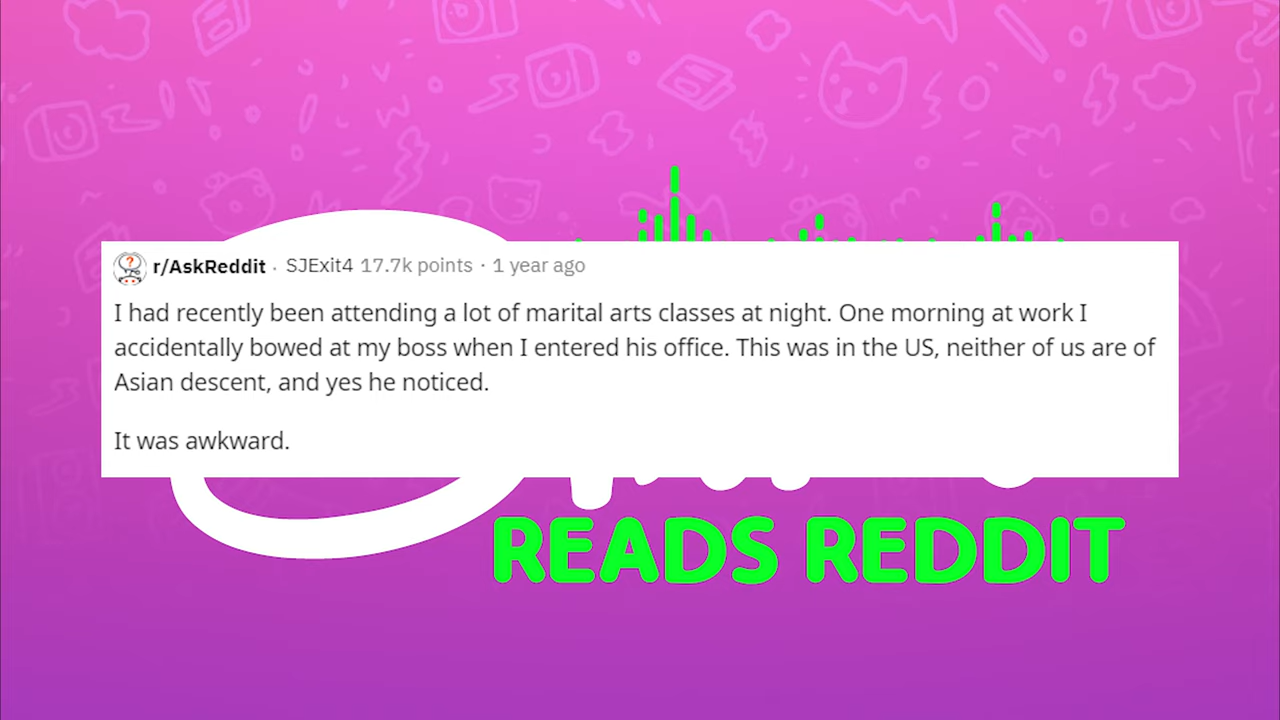 r/AskReddit · SJExit4 17.7k points · 1 year ago
I had recently been attending a lot of marital arts classes at night. One morning at work I
accidentally bowed at my boss when I entered his office. This was in the US, neither of us are of
Asian descent, and yes he noticed.
It was awkward.
READS REDDIT